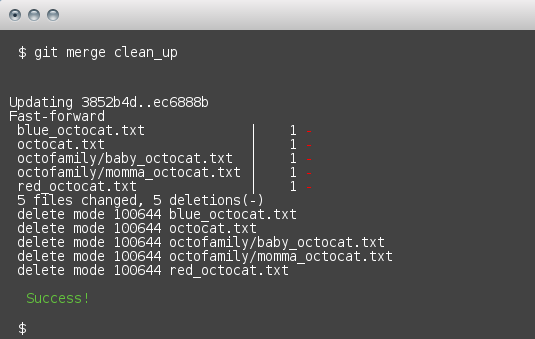 $ git merge clean_up
Updating 3852b4d..ec6888b
Fast-forward
blue_octocat.txt | 1 -
octocat.txt | 1 -
octofamily/baby_octocat.txt | 1 -
octofamily/momma_octocat.txt | 1 -
red_octocat.txt | 1 -
5 files changed, 5 deletions(-)
delete mode 100644 blue_octocat.txt
delete mode 100644 octocat.txt
delete mode 100644 octofamily/baby_octocat.txt
delete mode 100644 octofamily/momma_octocat.txt
delete mode 100644 red_octocat.txt
Success!
$